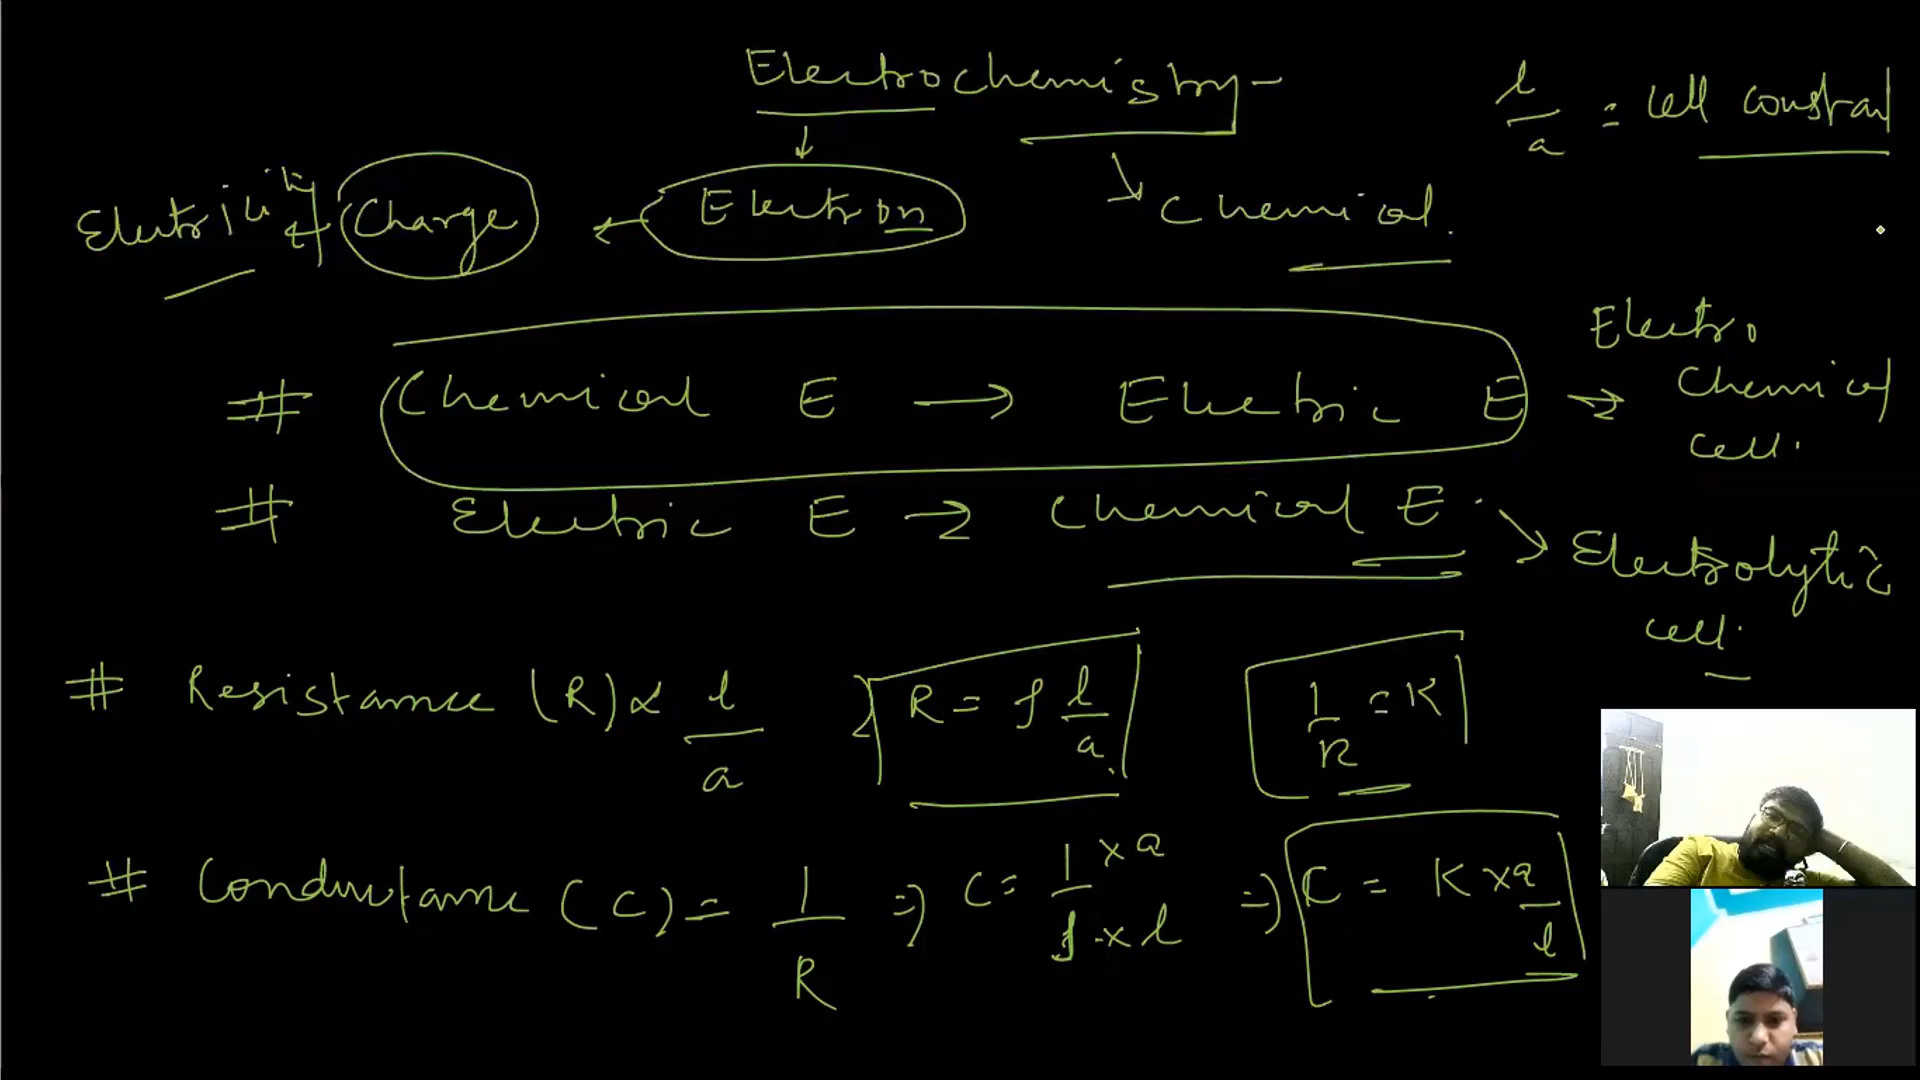 Electrochemistry -
l/a = cell constant
Electricity ← Charge ← Electron
Chemical.
# Chemical E → Electric E → Electro Chemical cell.
# Electric E → Chemical E. → Electrolytic cell.
# Resistance (R) ∝ l/a R = ρ l/a 1/R = K
# Conductance (C) = 1/R ⇒ C = 1/ρ × a/l ⇒ C = K × a/l